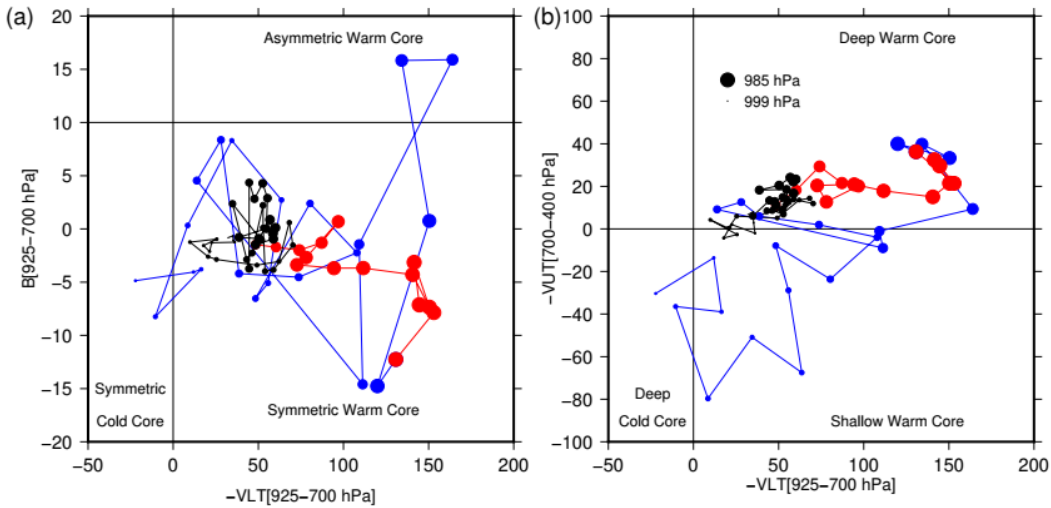 (a)
20
15
10
5
0
−5
−10
−15
−20
B[925−700 hPa]
Asymmetric Warm Core
Symmetric
Cold Core
Symmetric Warm Core
−50 0 50 100 150 200
−VLT[925−700 hPa]
(b)
100
80
60
40
20
0
−20
−40
−60
−80
−100
−VUT[700−400 hPa]
Deep Warm Core
985 hPa
999 hPa
Deep
Cold Core
Shallow Warm Core
−50 0 50 100 150 200
−VLT[925−700 hPa]